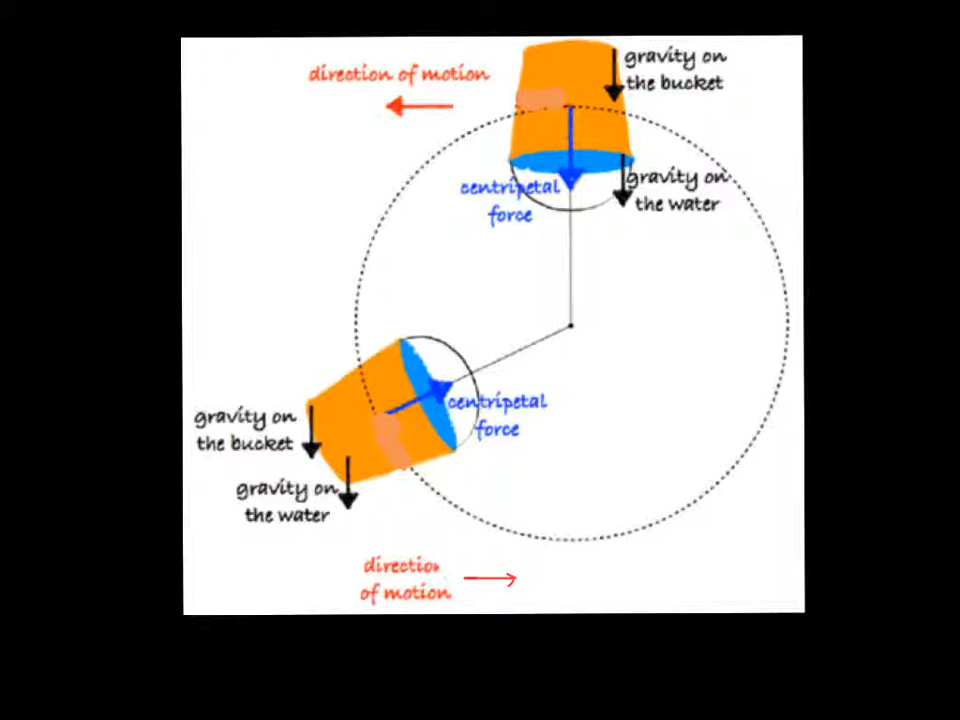 direction of motion
gravity on
the bucket
centripetal
force
gravity on
the water
gravity on
the bucket
centripetal
force
gravity on
the water
direction
of motion